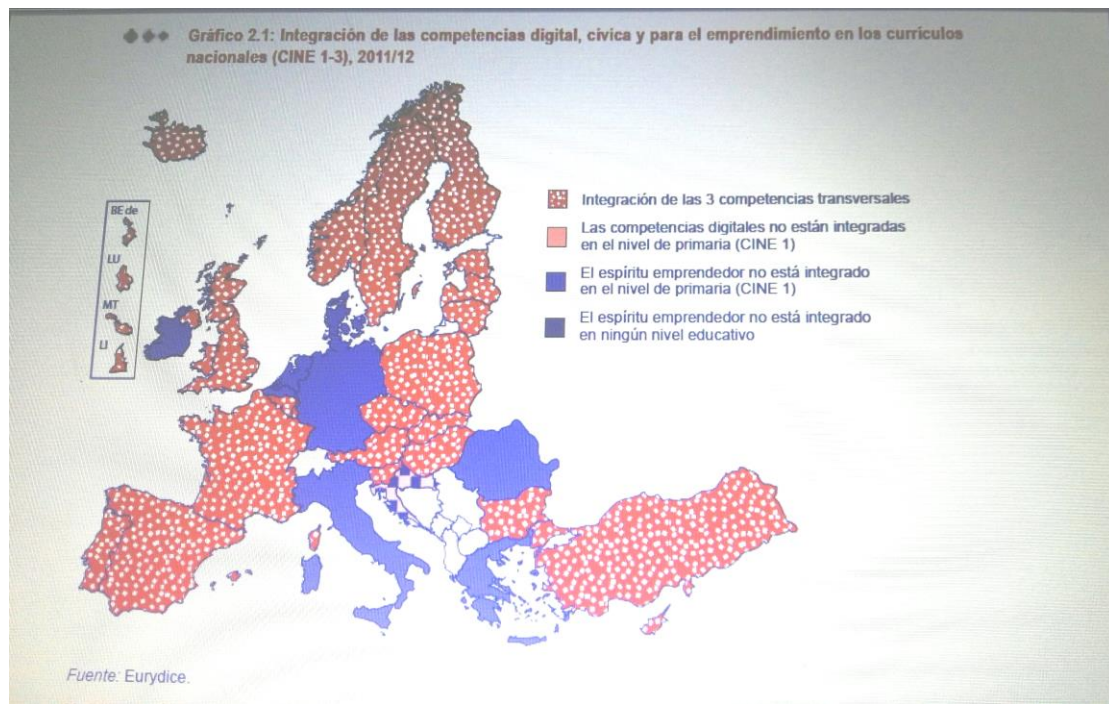 Gráfico 2.1: Integración de las competencias digital, cívica y para el emprendimiento en los currículos
nacionales (CINE 1-3), 2011/12
BEde
LU
MT
LI
Integración de las 3 competencias transversales
Las competencias digitales no están integradas
en el nivel de primaria (CINE 1)
El espíritu emprendedor no está integrado
en el nivel de primaria (CINE 1)
El espíritu emprendedor no está integrado
en ningún nivel educativo
Fuente: Eurydice.